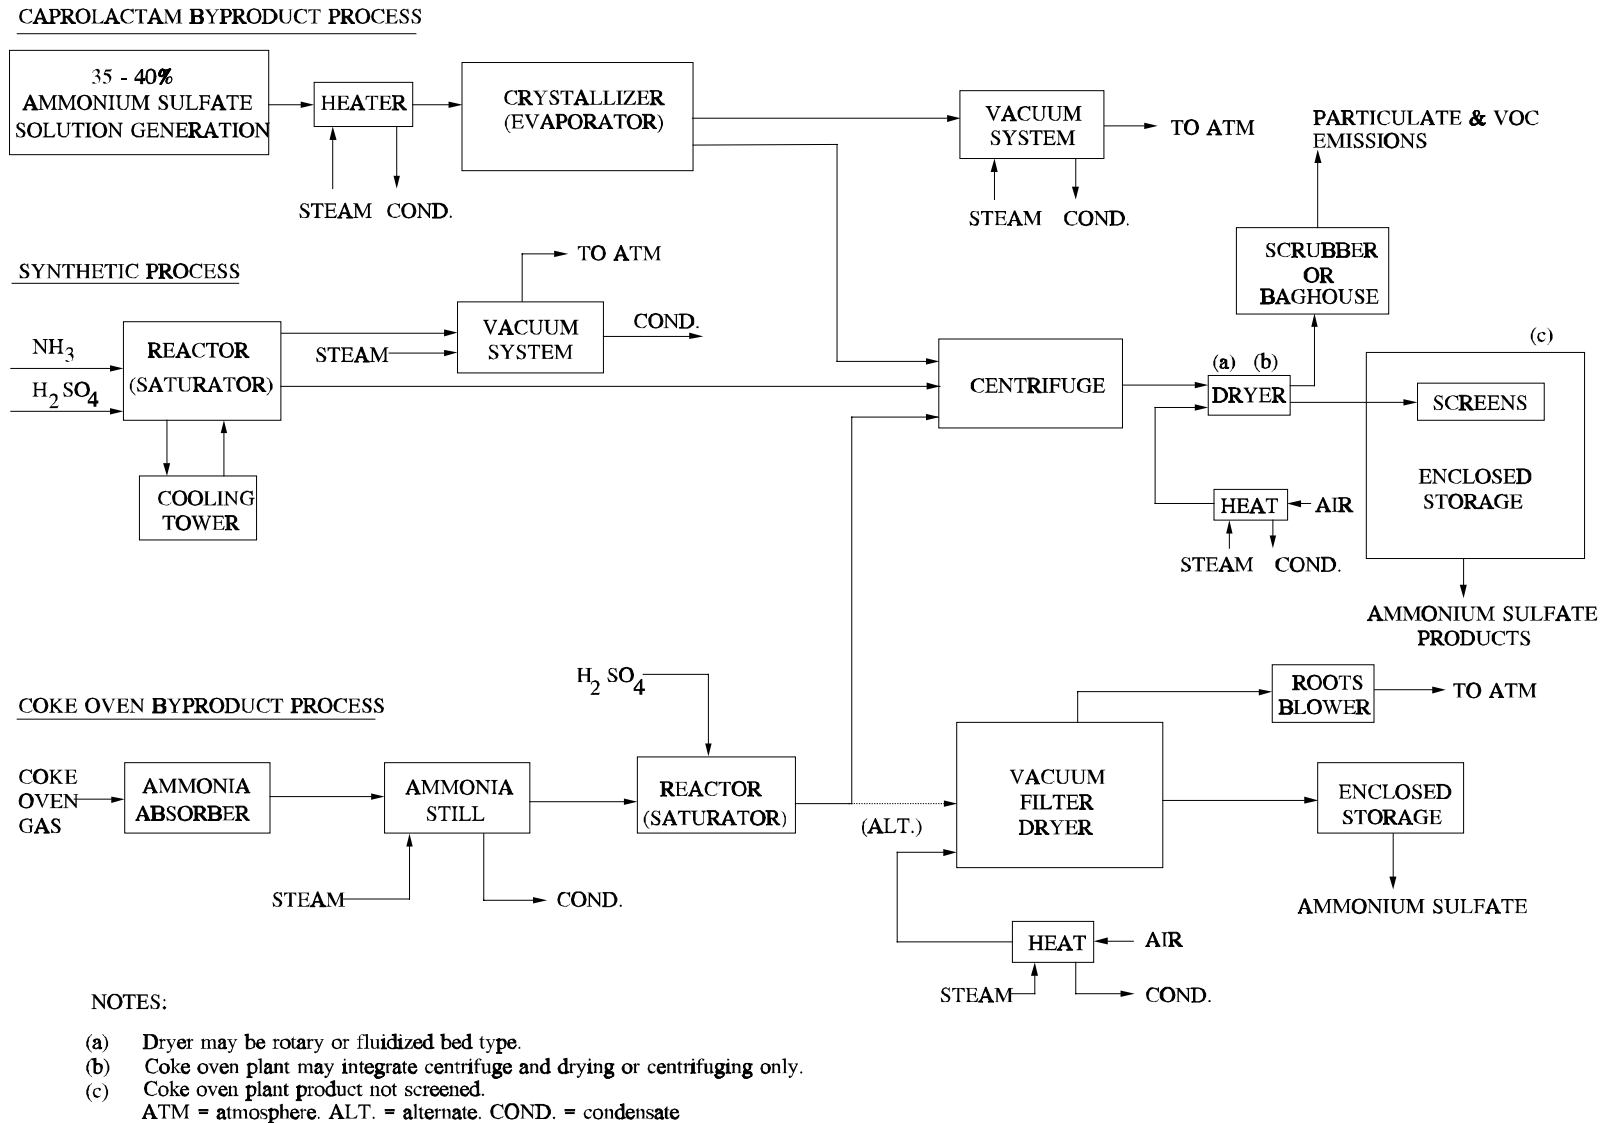 CAPROLACTAM BYPRODUCT PROCESS
35 - 40%
AMMONIUM SULFATE
SOLUTION GENERATION
HEATER
STEAM
COND.
CRYSTALLIZER
(EVAPORATOR)
VACUUM
SYSTEM
TO ATM
STEAM
COND.
PARTICULATE & VOC
EMISSIONS
SCRUBBER
OR
BAGHOUSE
SYNTHETIC PROCESS
NH3
H2SO4
REACTOR
(SATURATOR)
COOLING
TOWER
TO ATM
STEAM
VACUUM
SYSTEM
COND.
CENTRIFUGE
(a)
(b)
DRYER
HEAT
AIR
STEAM
COND.
(c)
SCREENS
ENCLOSED
STORAGE
AMMONIUM SULFATE
PRODUCTS
COKE OVEN BYPRODUCT PROCESS
COKE
OVEN
GAS
AMMONIA
ABSORBER
AMMONIA
STILL
STEAM
COND.
H2SO4
REACTOR
(SATURATOR)
(ALT.)
VACUUM
FILTER
DRYER
HEAT
AIR
STEAM
COND.
ROOTS
BLOWER
TO ATM
ENCLOSED
STORAGE
AMMONIUM SULFATE
NOTES:
(a) Dryer may be rotary or fluidized bed type.
(b) Coke oven plant may integrate centrifuge and drying or centrifuging only.
(c) Coke oven plant product not screened.
ATM = atmosphere. ALT. = alternate. COND. = condensate